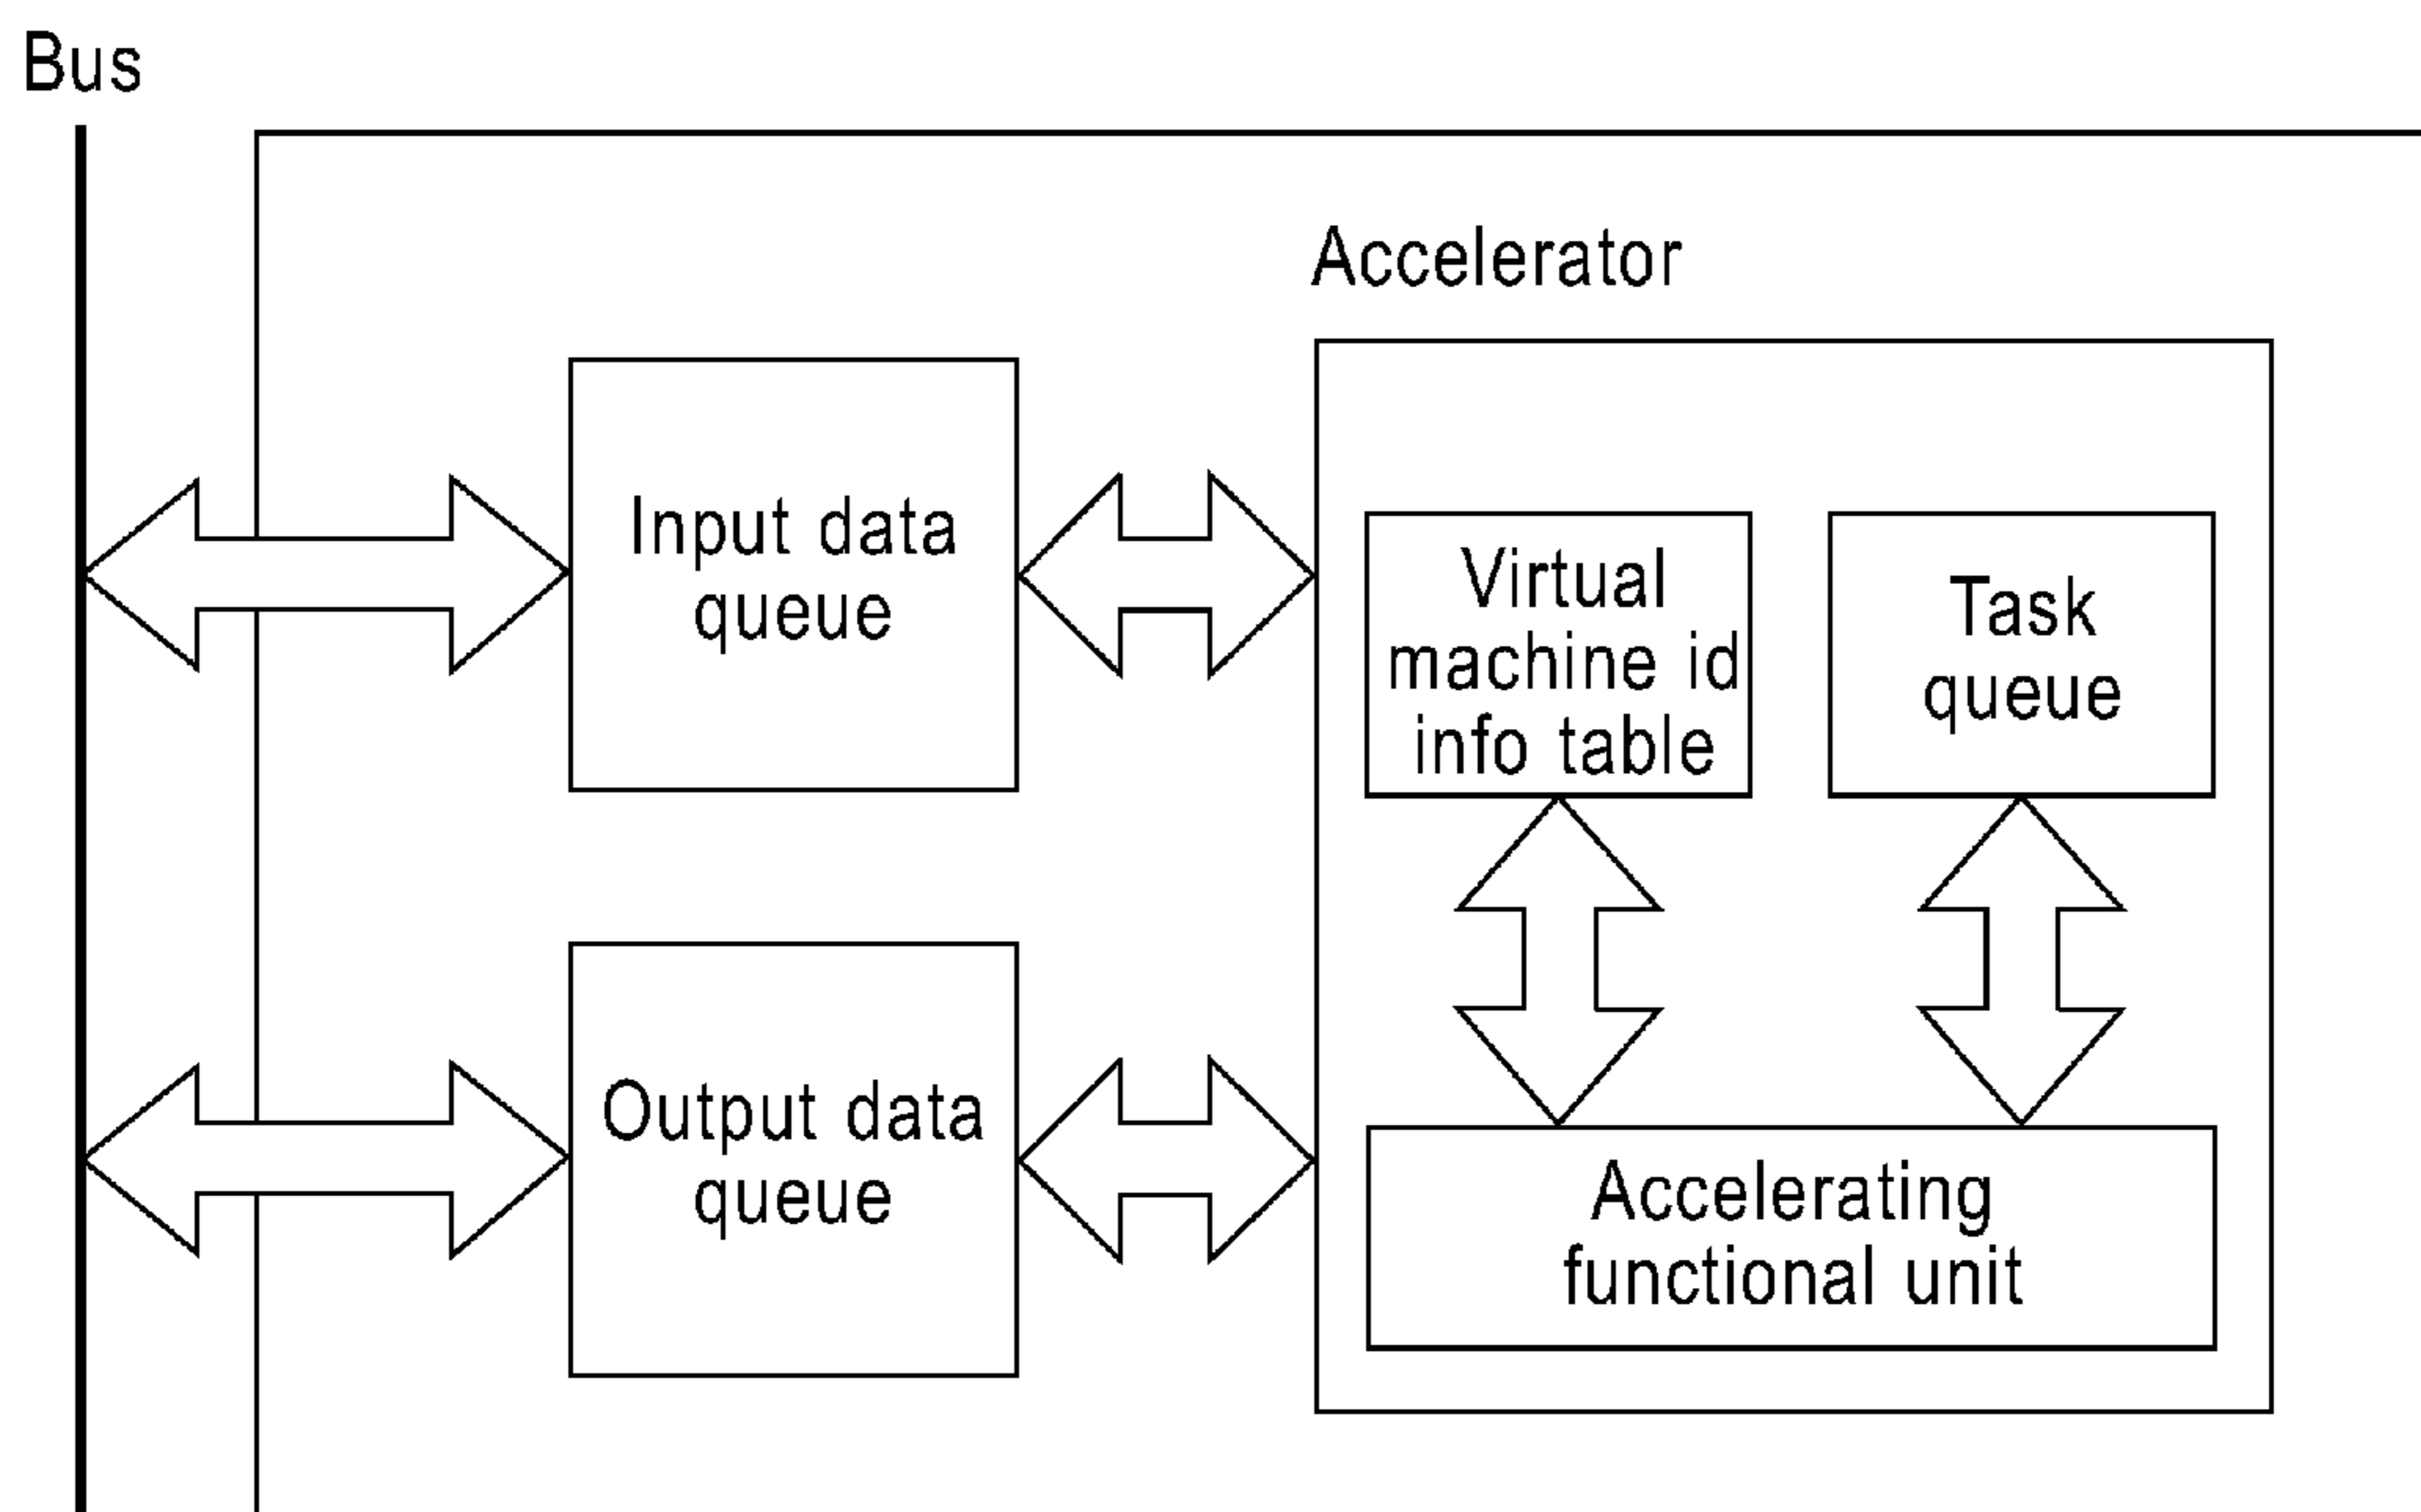 Bus
Accelerator
Input data
queue
Virtual
machine id
info table
Task
queue
Output data
queue
Accelerating
functional unit